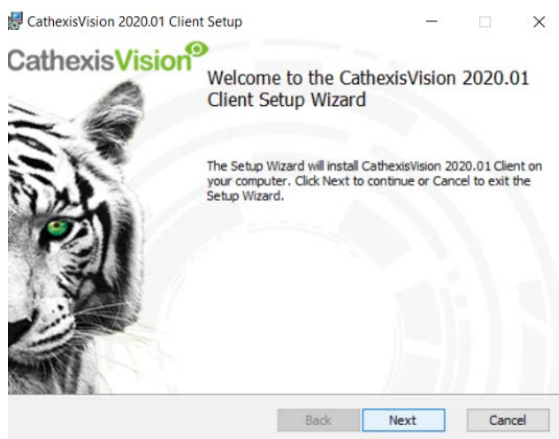 CathexisVision 2020.01 Client Setup
CathexisVision
Welcome to the CathexisVision 2020.01
Client Setup Wizard
The Setup Wizard will install CathexisVision 2020.01 Client on
your computer. Click Next to continue or Cancel to exit the
Setup Wizard.
Back Next Cancel